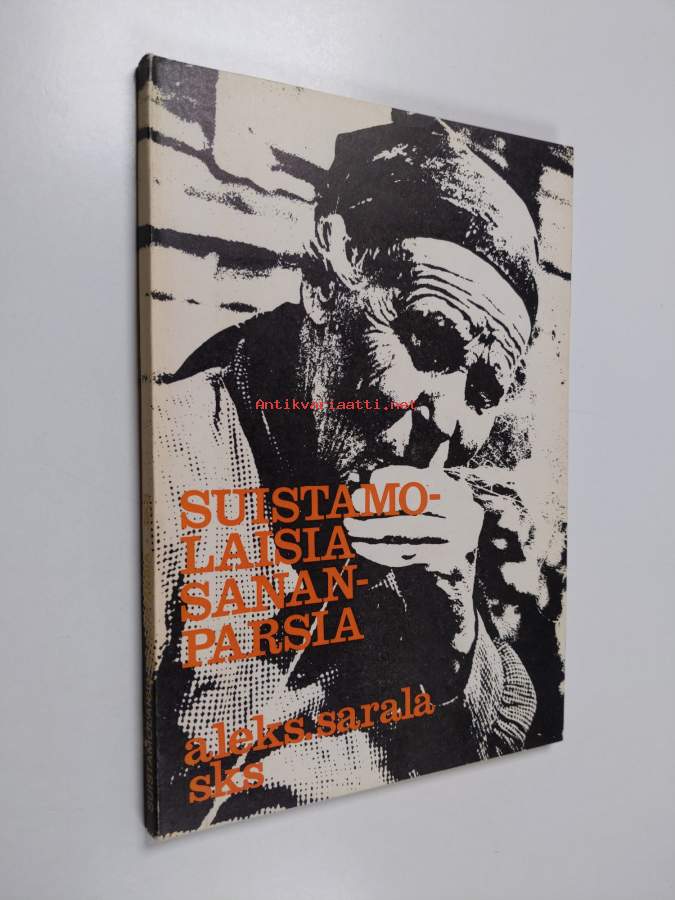 Antikvariaatti.net
SUISTAMO-
LAISIA
SANAN-
PARSIA
aleks.sarala
sks